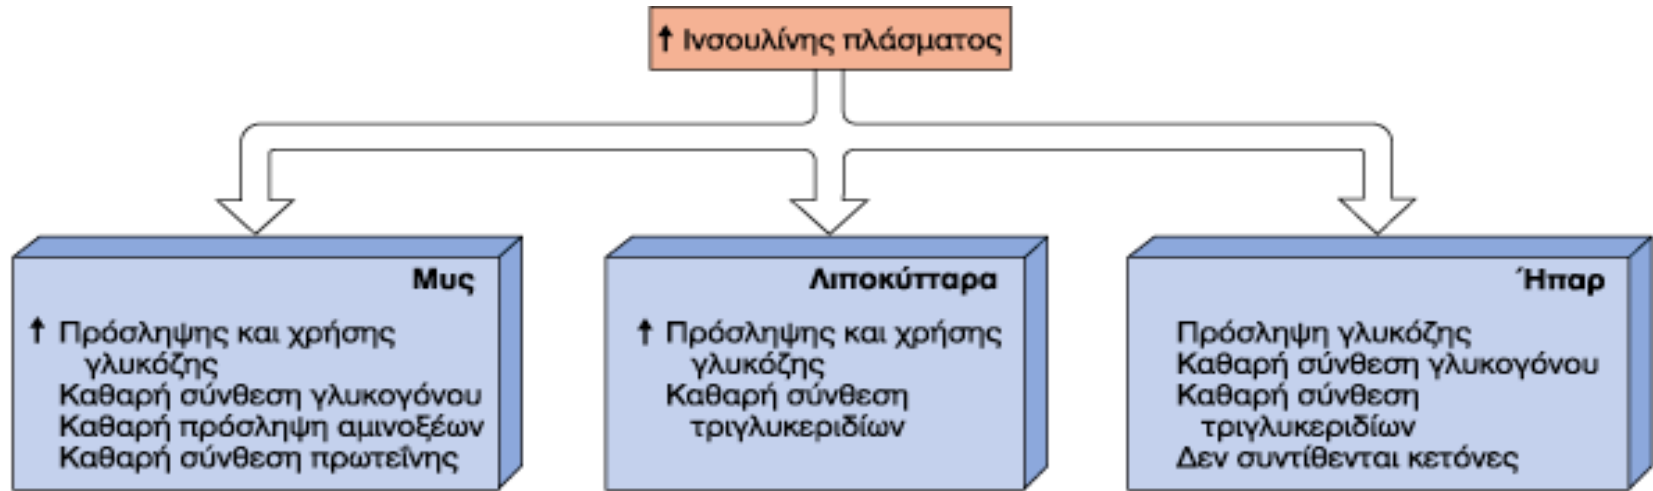 ↑ Ινσουλίνης πλάσματος
Μυς
↑ Πρόσληψης και χρήσης
γλυκόζης
Καθαρή σύνθεση γλυκογόνου
Καθαρή πρόσληψη αμινοξέων
Καθαρή σύνθεση πρωτεΐνης
Λιποκύτταρα
↑ Πρόσληψης και χρήσης
γλυκόζης
Καθαρή σύνθεση
τριγλυκεριδίων
Ήπαρ
Πρόσληψη γλυκόζης
Καθαρή σύνθεση γλυκογόνου
Καθαρή σύνθεση
τριγλυκεριδίων
Δεν συντίθενται κετόνες